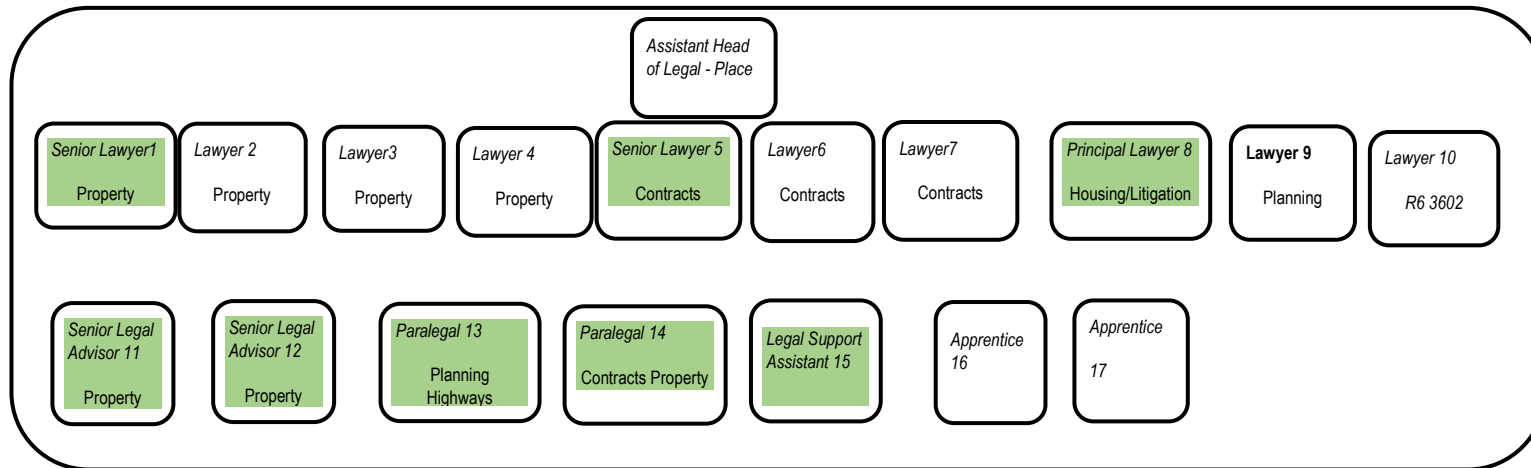 Assistant Head
of Legal - Place
Senior Lawyer1
Property
Lawyer 2
Property
Lawyer3
Property
Lawyer 4
Property
Senior Lawyer 5
Contracts
Lawyer6
Contracts
Lawyer7
Contracts
Principal Lawyer 8
Housing/Litigation
Lawyer 9
Planning
Lawyer 10
R6 3602
Senior Legal
Advisor 11
Property
Senior Legal
Advisor 12
Property
Paralegal 13
Planning
Highways
Paralegal 14
Contracts Property
Legal Support
Assistant 15
Apprentice
16
Apprentice
17